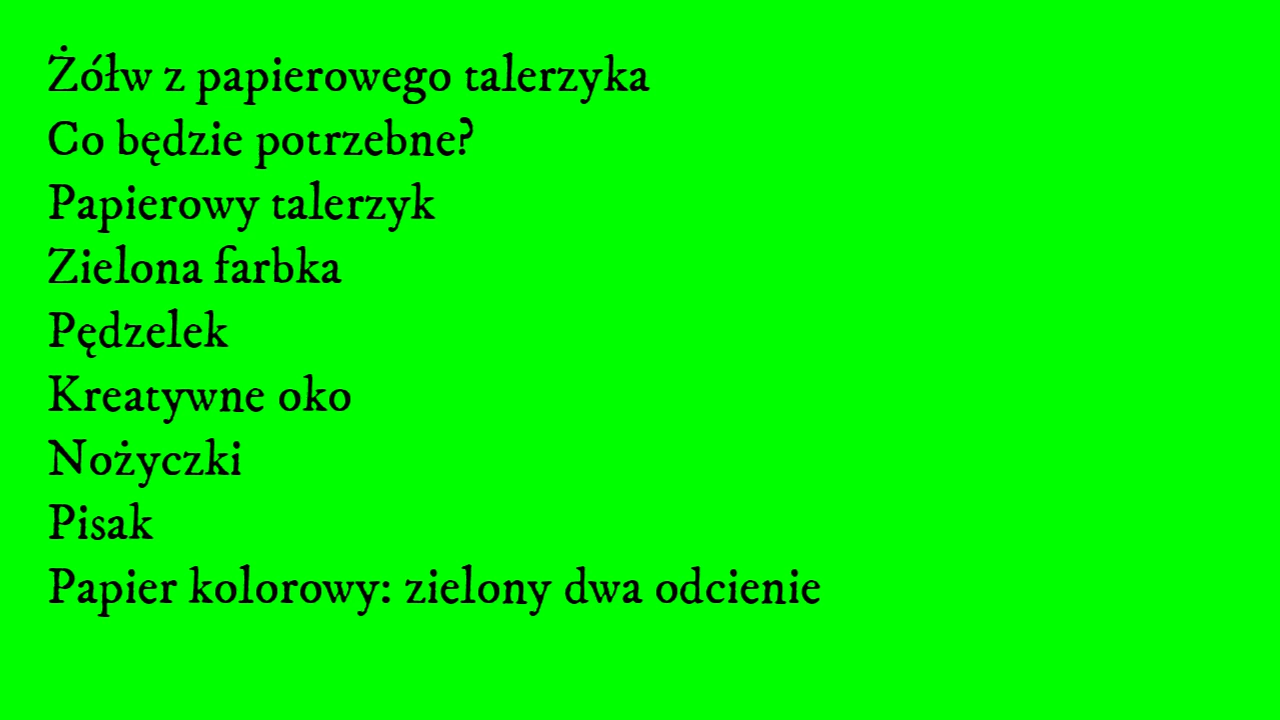 Żółw z papierowego talerzyka
Co będzie potrzebne?
Papierowy talerzyk
Zielona farbka
Pędzelek
Kreatywne oko
Nożyczki
Pisak
Papier kolorowy: zielony dwa odcienie